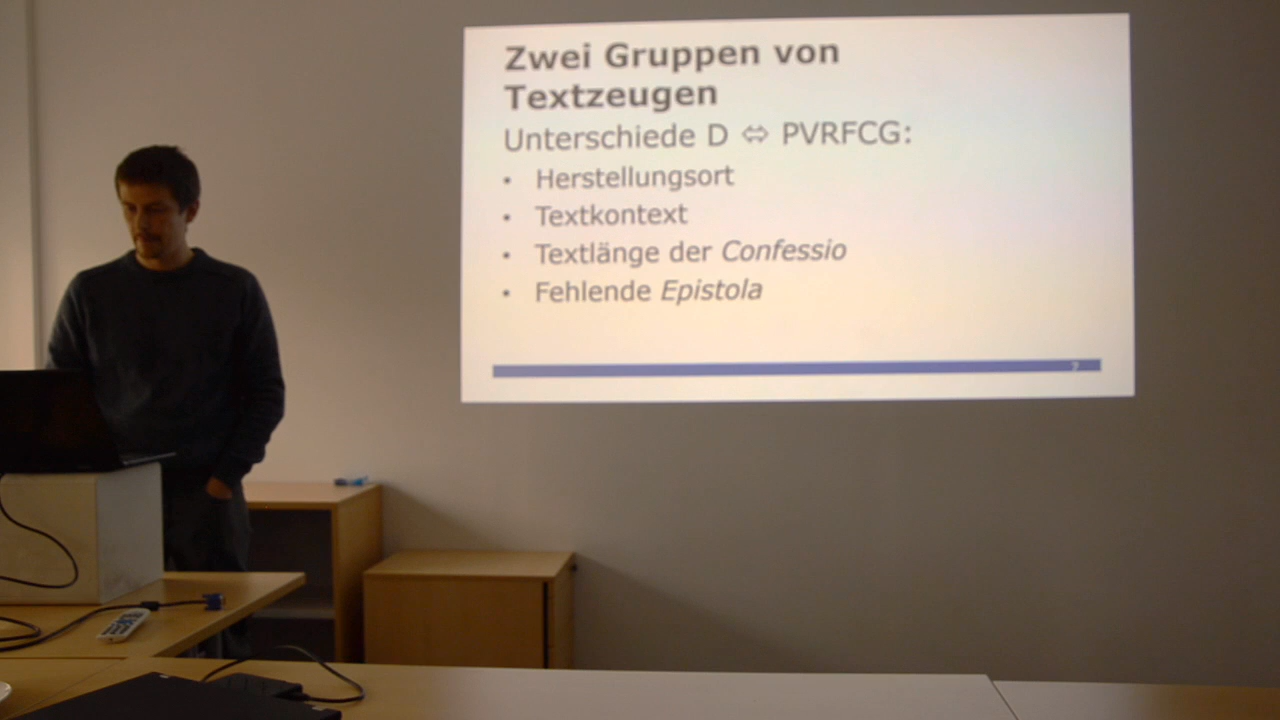 Zwei Gruppen von
Textzeugen
Unterschiede D ⇔ PVRFCG:
• Herstellungsort
• Textkontext
• Textlänge der Confessio
• Fehlende Epistola